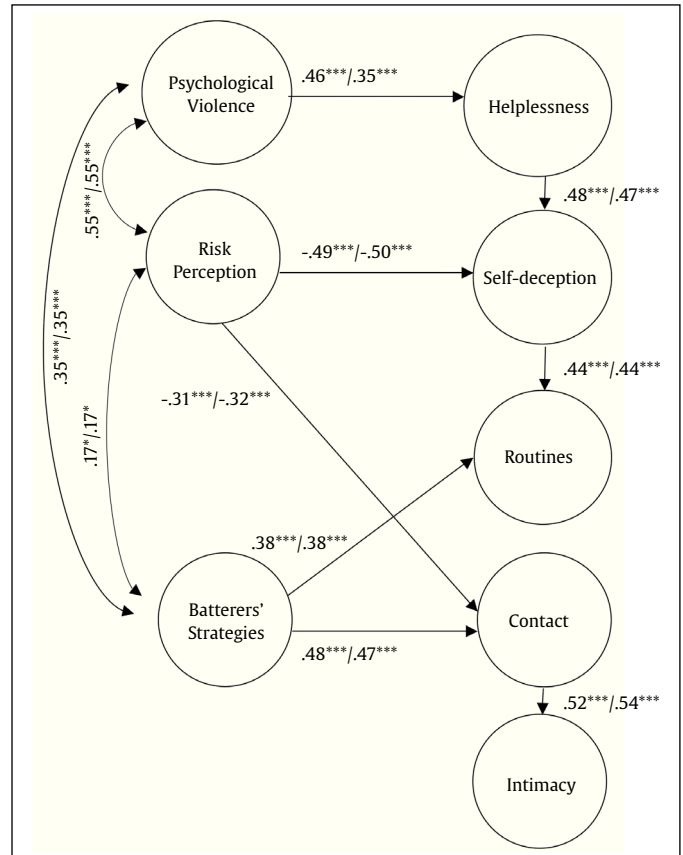 .46***/.35***
Psychological
Violence
Helplessness
.55***/.55***
.48***/.47***
Risk
Perception
-.49***/-.50***
Self-deception
.35***/.35***
.44***/.44***
-.31***/-.32***
.17*/.17*
Routines
.38***/.38***
Batterers’
Strategies
Contact
.48***/.47***
.52***/.54***
Intimacy